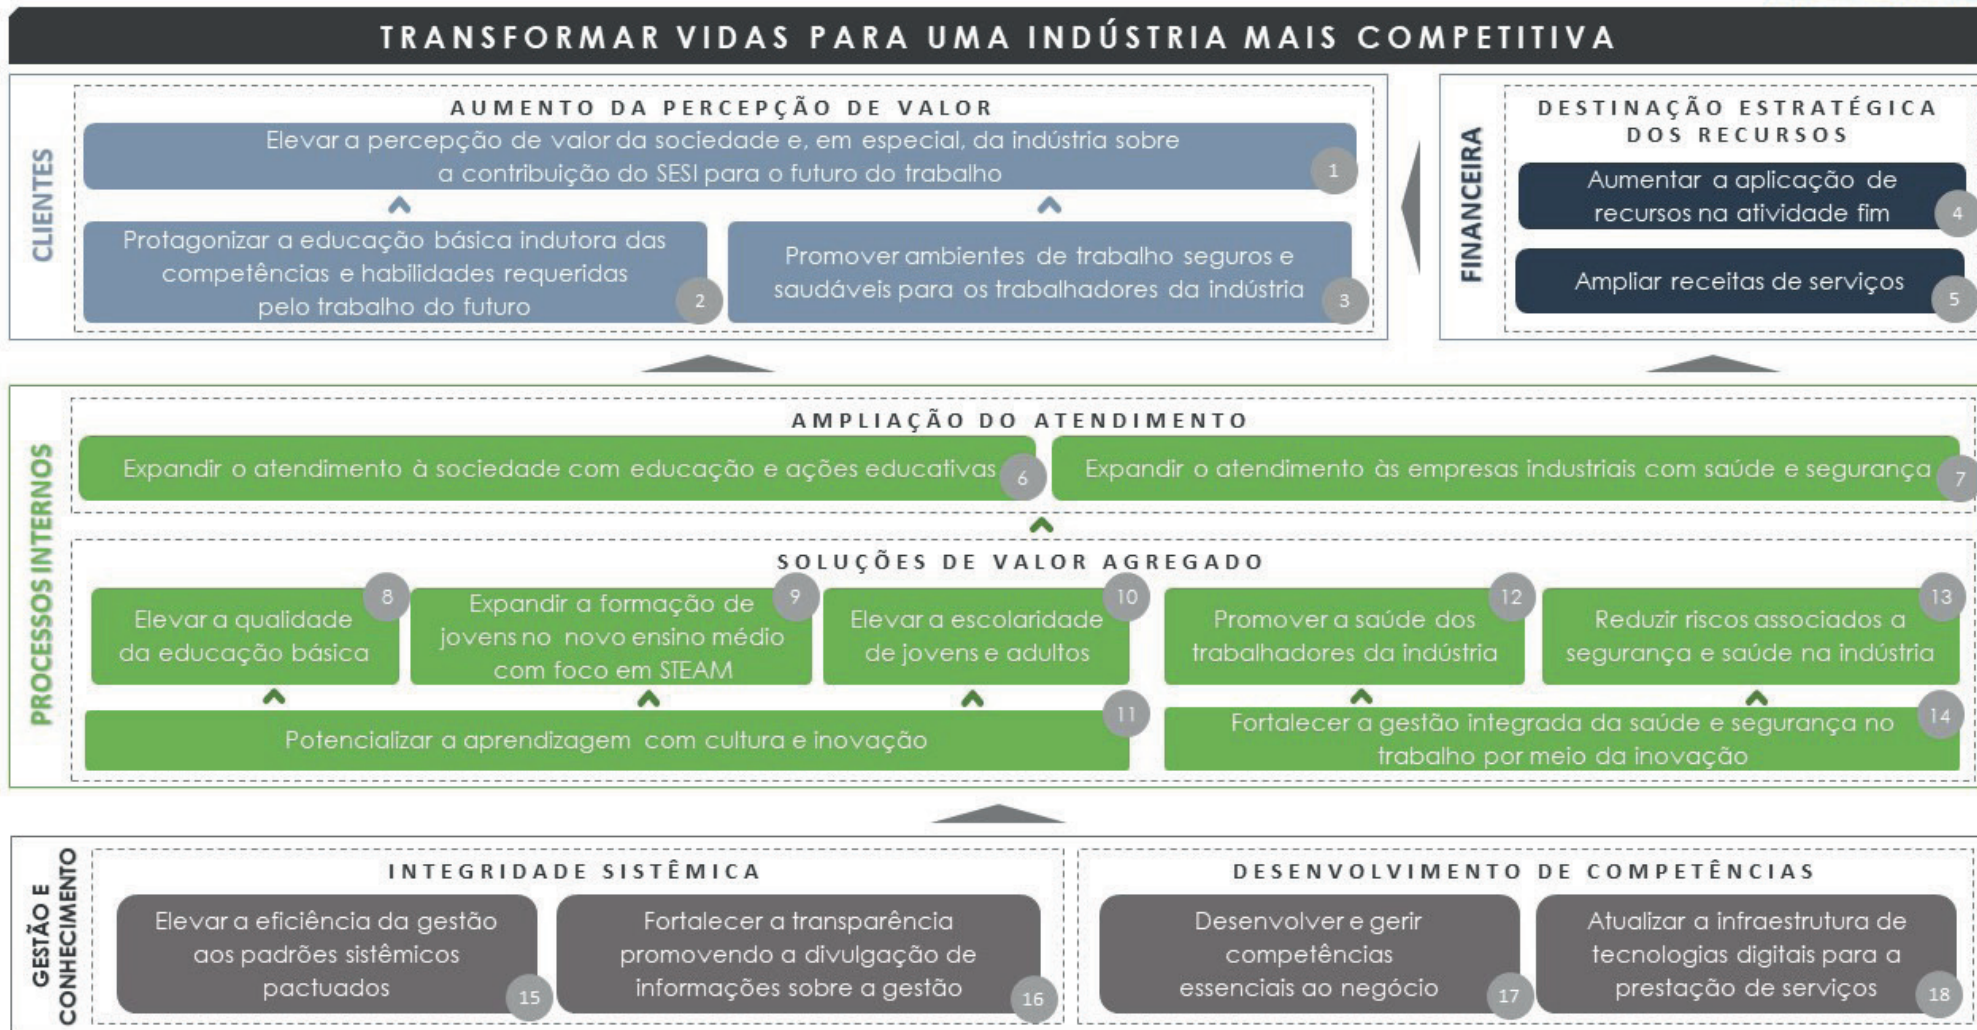 TRANSFORMAR VIDAS PARA UMA INDÚSTRIA MAIS COMPETITIVA
CLIENTES
AUMENTO DA PERCEPÇÃO DE VALOR
Elevar a percepção de valor da sociedade e, em especial, da indústria sobre
a contribuição do SESI para o futuro do trabalho
1
Protagonizar a educação básica indutora das
competências e habilidades requeridas
pelo trabalho do futuro
2
Promover ambientes de trabalho seguros e
saudáveis para os trabalhadores da indústria
3
FINANCEIRA
DESTINAÇÃO ESTRATÉGICA
DOS RECURSOS
Aumentar a aplicação de
recursos na atividade fim
4
Ampliar receitas de serviços
5
PROCESSOS INTERNOS
AMPLIAÇÃO DO ATENDIMENTO
Expandir o atendimento à sociedade com educação e ações educativas
6
Expandir o atendimento às empresas industriais com saúde e segurança
7
SOLUÇÕES DE VALOR AGREGADO
Elevar a qualidade
da educação básica
8
Expandir a formação de
jovens no novo ensino médio
com foco em STEAM
9
Elevar a escolaridade
de jovens e adultos
10
Promover a saúde dos
trabalhadores da indústria
12
Reduzir riscos associados a
segurança e saúde na indústria
13
Potencializar a aprendizagem com cultura e inovação
11
Fortalecer a gestão integrada da saúde e segurança no
trabalho por meio da inovação
14
GESTÃO E
CONHECIMENTO
INTEGRIDADE SISTÊMICA
Elevar a eficiência da gestão
aos padrões sistêmicos
pactuados
15
Fortalecer a transparência
promovendo a divulgação de
informações sobre a gestão
16
DESENVOLVIMENTO DE COMPETÊNCIAS
Desenvolver e gerir
competências
essenciais ao negócio
17
Atualizar a infraestrutura de
tecnologias digitais para a
prestação de serviços
18